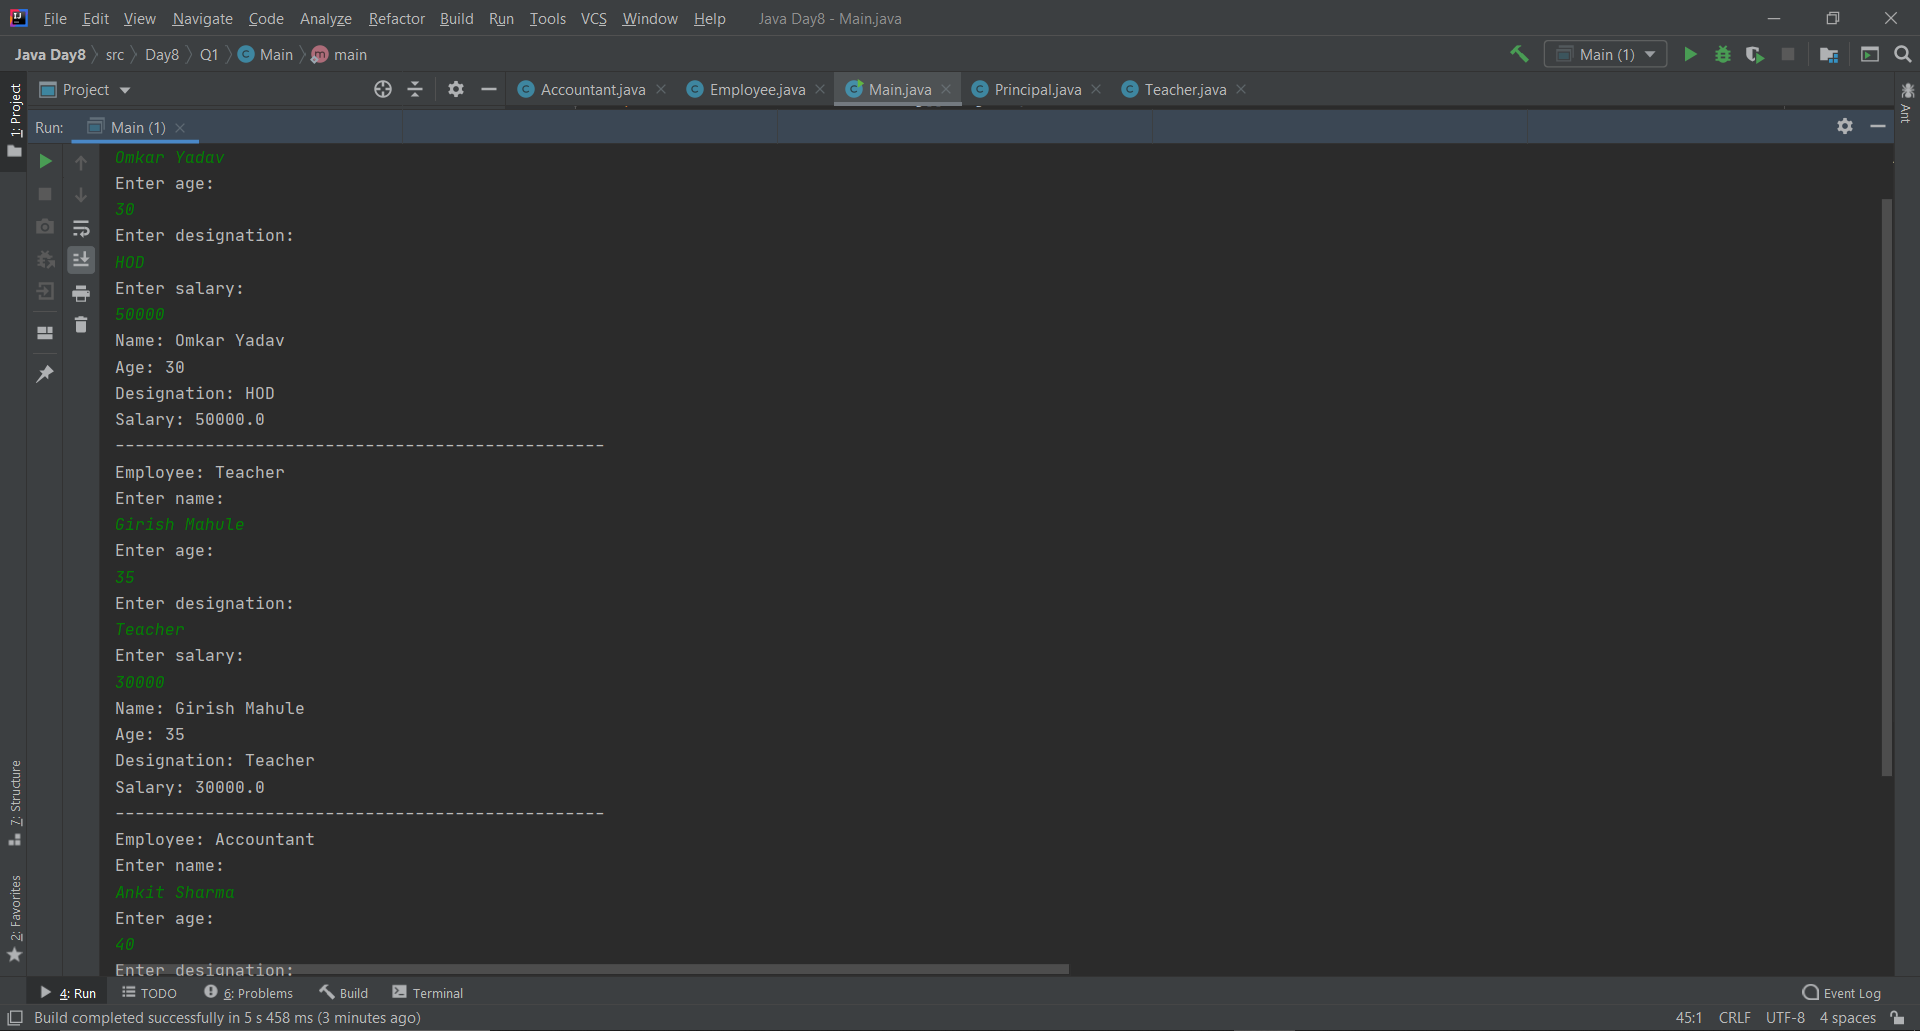 File Edit View Navigate Code Analyze Refactor Build Run Tools VCS Window Help Java Day8 - Main.java
Java Day8 src Day8 Q1 Main main Main (1)
1: Project
Project Accountant.java Employee.java Main.java Principal.java Teacher.java
Ant
Run: Main (1)
Omkar Yadav
Enter age:
30
Enter designation:
HOD
Enter salary:
50000
Name: Omkar Yadav
Age: 30
Designation: HOD
Salary: 50000.0
-------------------------------------------------
Employee: Teacher
Enter name:
Girish Mahule
Enter age:
35
Enter designation:
Teacher
Enter salary:
30000
Name: Girish Mahule
Age: 35
Designation: Teacher
Salary: 30000.0
-------------------------------------------------
Employee: Accountant
Enter name:
Ankit Sharma
Enter age:
40
Enter designation:
7: Structure
2: Favorites
4: Run TODO 6: Problems Build Terminal Event Log
Build completed successfully in 5 s 458 ms (3 minutes ago) 45:1 CRLF UTF-8 4 spaces